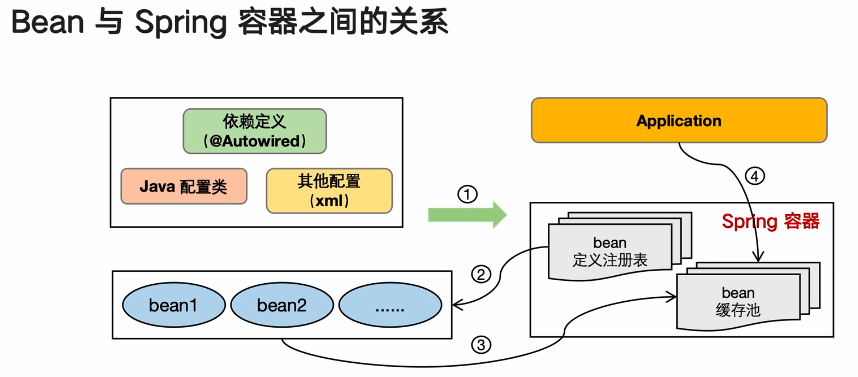 Bean 与 Spring 容器之间的关系
依赖定义
(@Autowired)
Java 配置类
其他配置
(xml)
①
Application
④
Spring 容器
bean
定义注册表
②
bean
缓存池
bean1
bean2
......
③